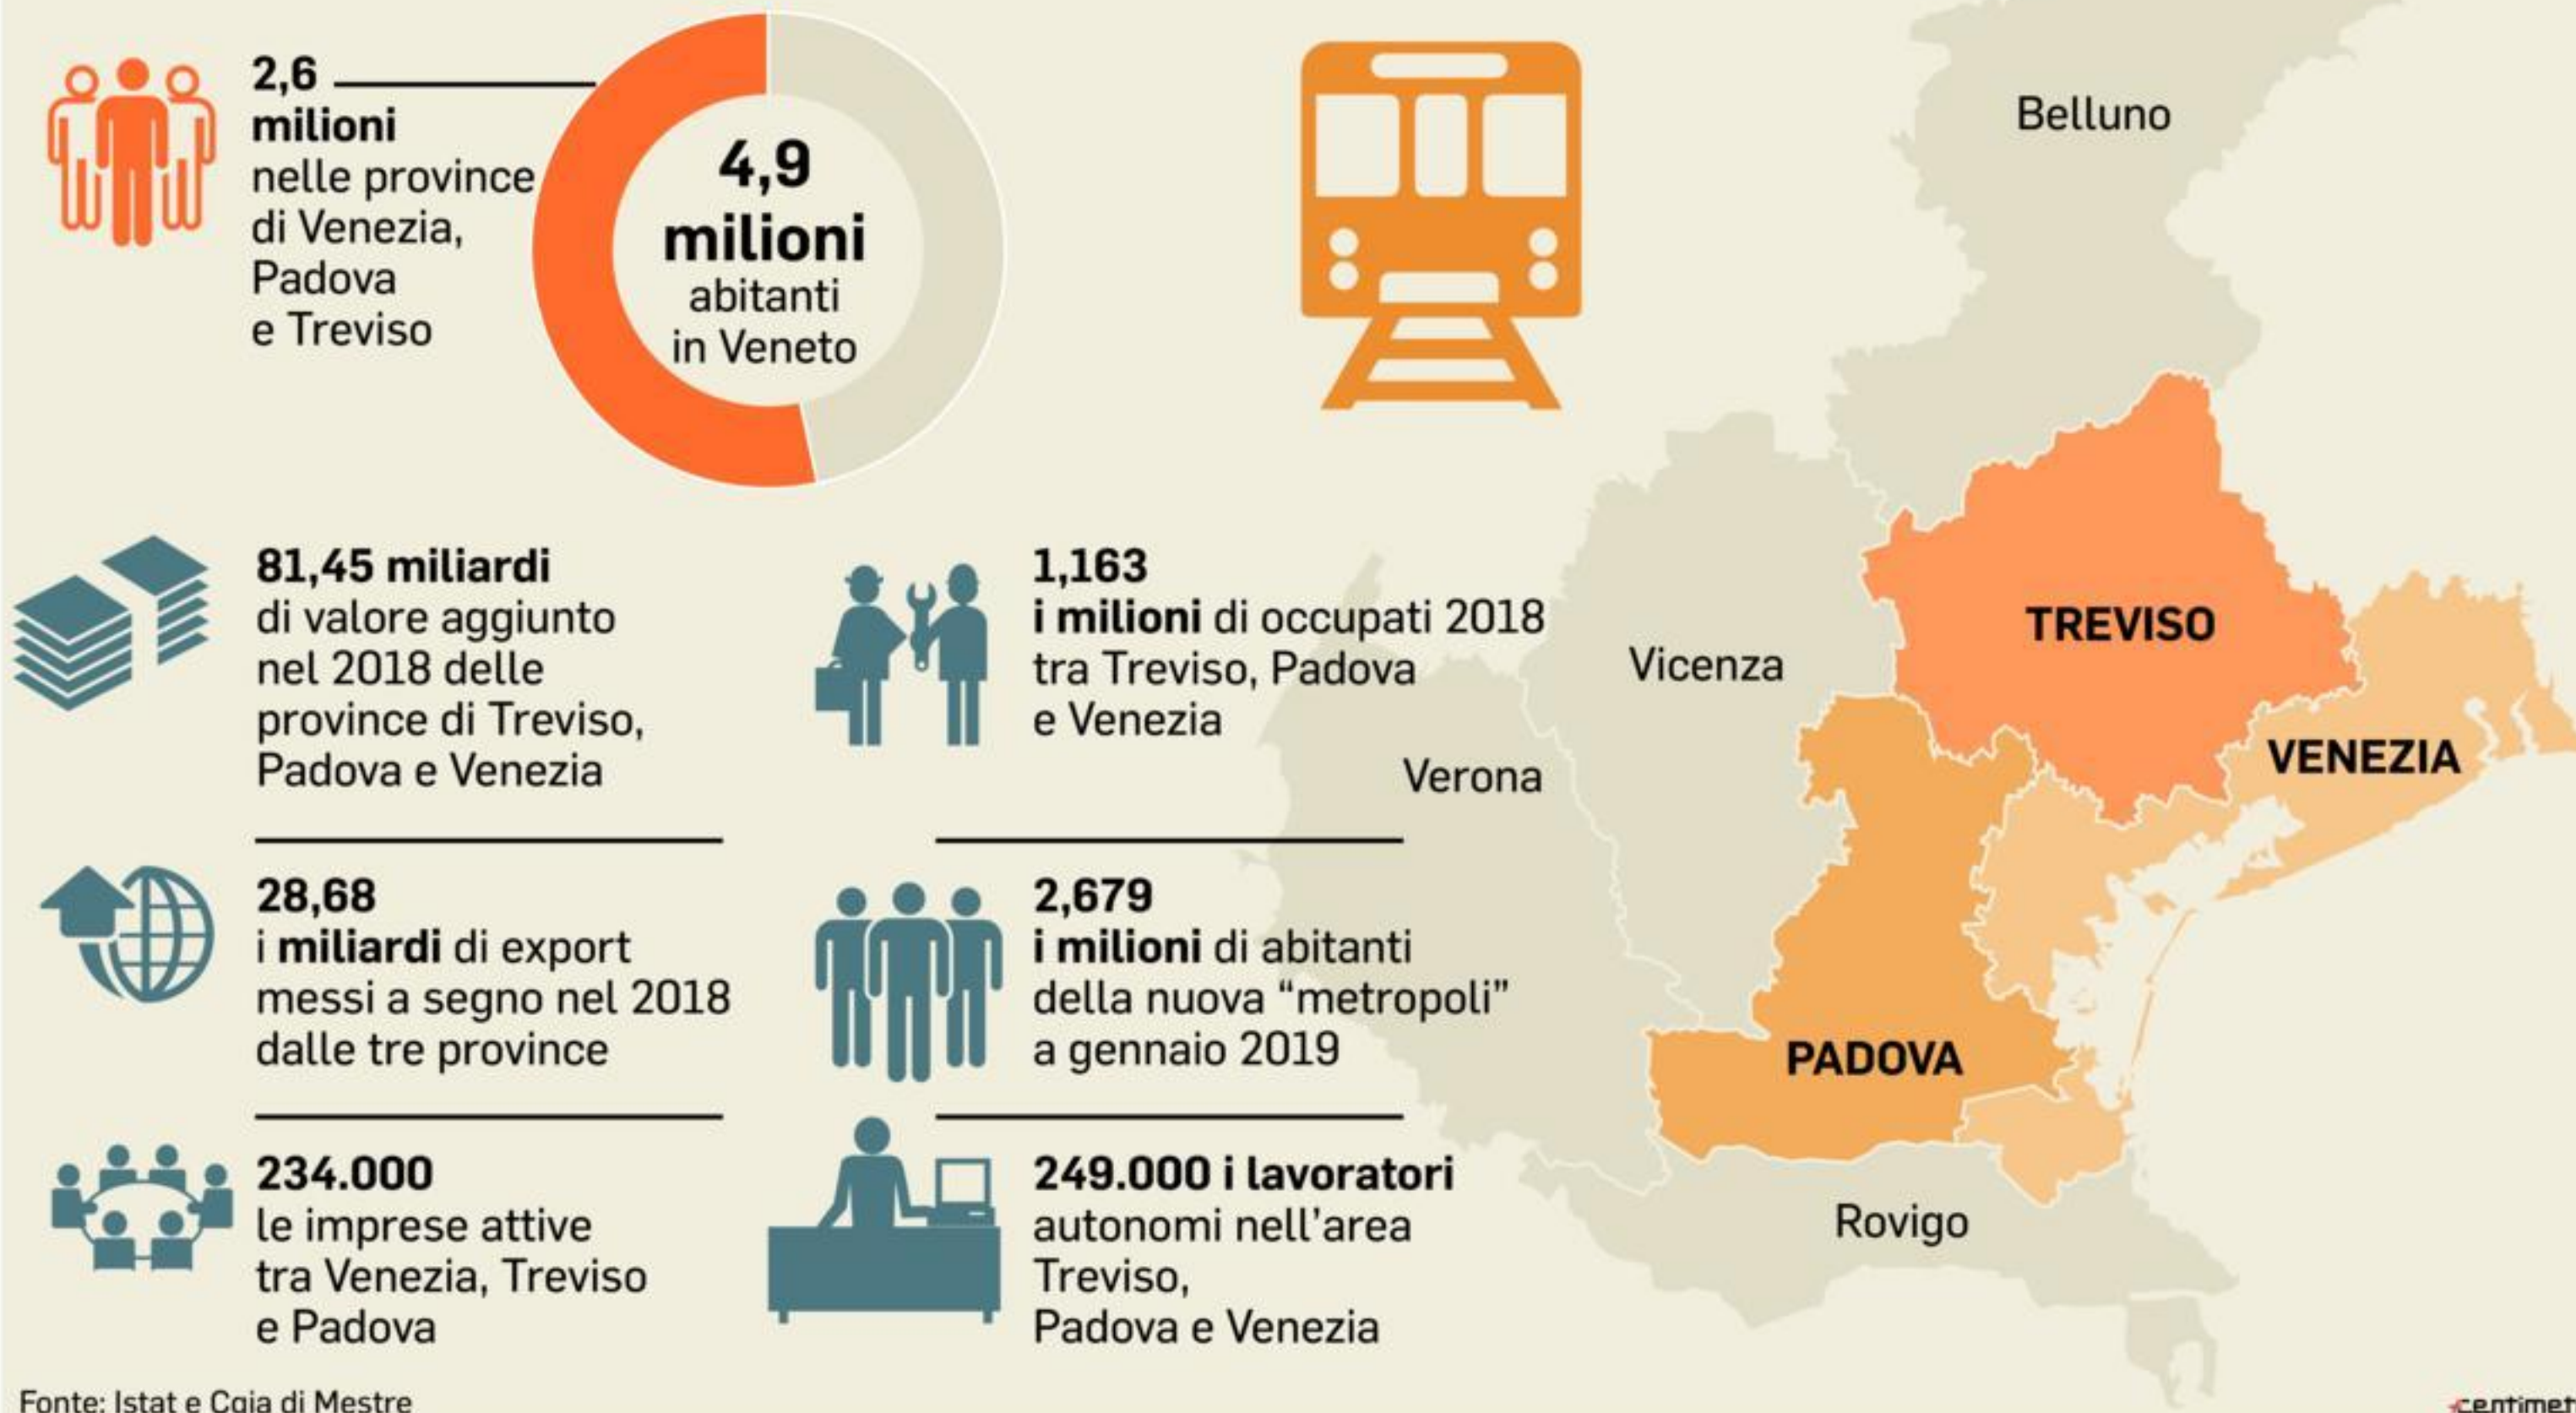 2,6
milioni
nelle province
di Venezia,
Padova
e Treviso
4,9
milioni
abitanti
in Veneto
81,45 miliardi
di valore aggiunto
nel 2018 delle
province di Treviso,
Padova e Venezia
1,163
i milioni di occupati 2018
tra Treviso, Padova
e Venezia
28,68
i miliardi di export
messi a segno nel 2018
dalle tre province
2,679
i milioni di abitanti
della nuova “metropoli”
a gennaio 2019
234.000
le imprese attive
tra Venezia, Treviso
e Padova
249.000 i lavoratori
autonomi nell'area
Treviso,
Padova e Venezia
Belluno
TREVISO
Vicenza
VENEZIA
Verona
PADOVA
Rovigo
Fonte: Istat e Cgia di Mestre
centimet